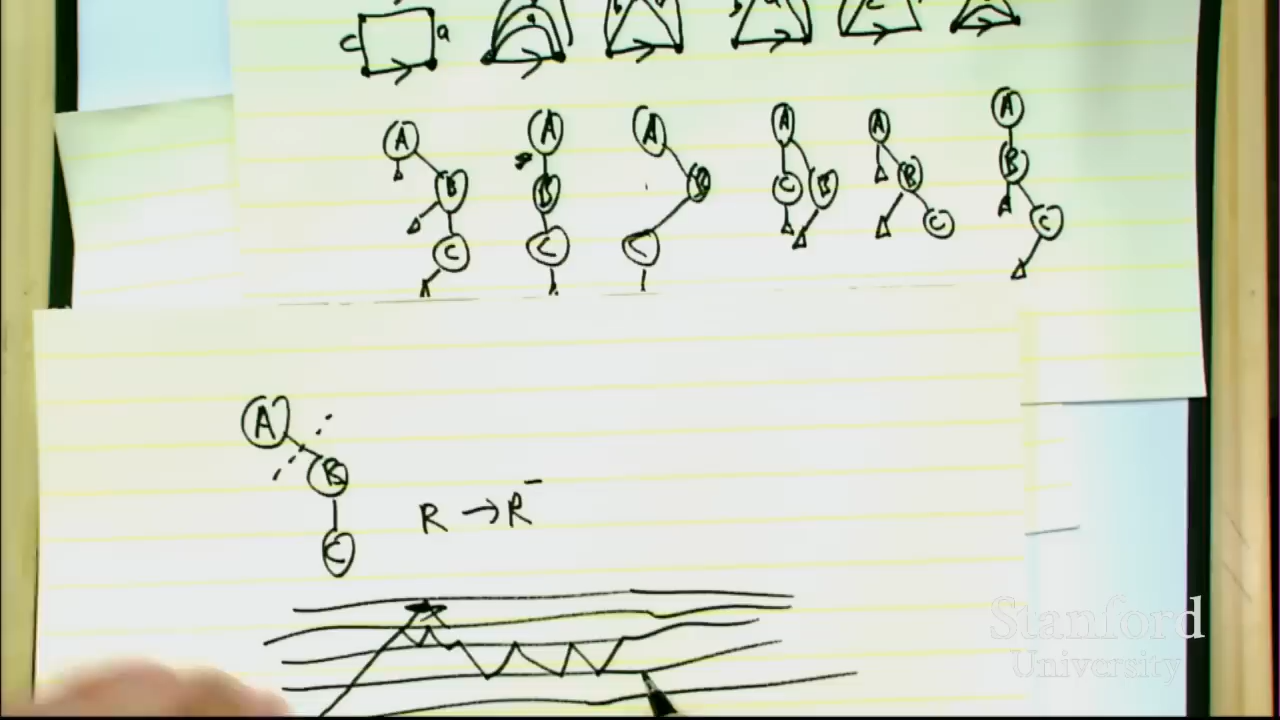 c a
A A A A A A
B B B C B B B
C C C C C
A
B
R → R⁻
C
Stanford
University